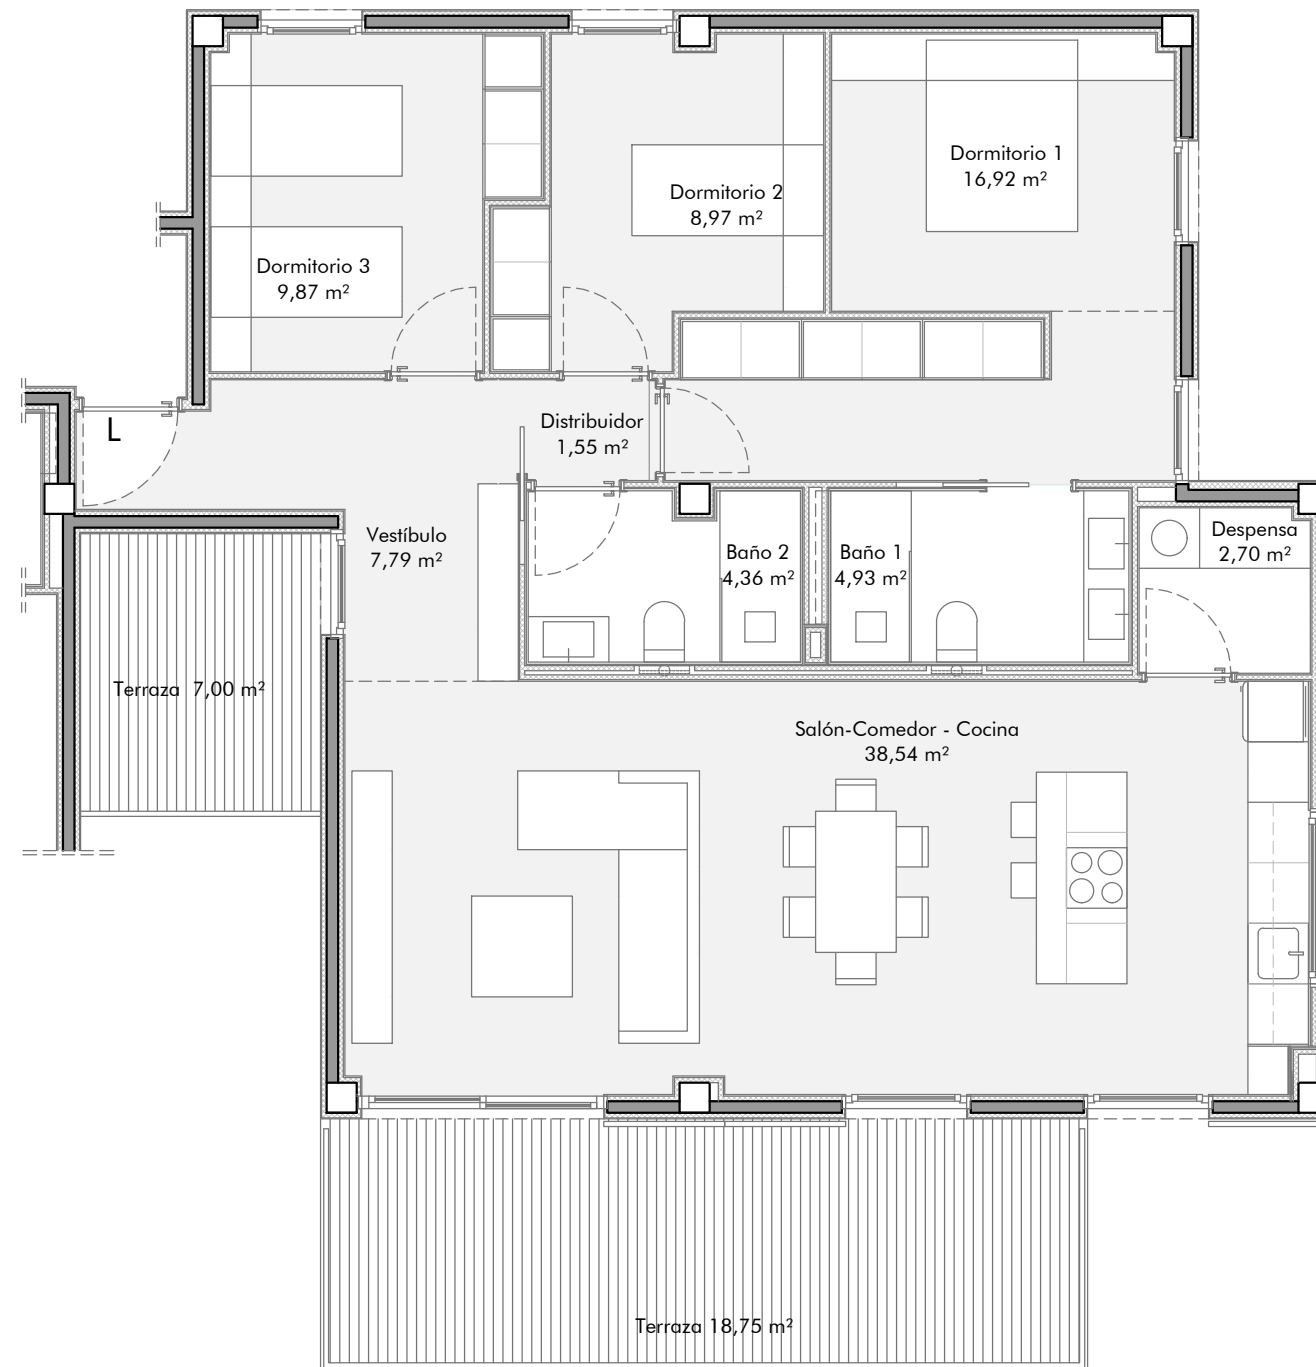 Dormitorio 1
16,92 m²
Dormitorio 2
8,97 m²
Dormitorio 3
9,87 m²
Distribuidor
1,55 m²
L
Vestíbulo
7,79 m²
Baño 2
4,36 m²
Baño 1
4,93 m²
Despensa
2,70 m²
Terraza 7,00 m²
Salón-Comedor - Cocina
38,54 m²
Terraza 18,75 m²